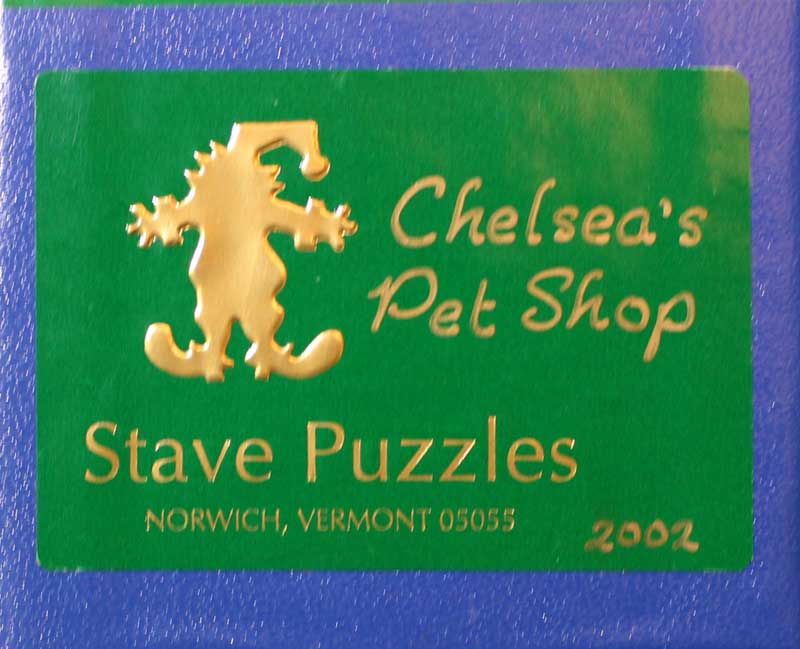 Chelsea's
Pet Shop
Stave Puzzles
NORWICH, VERMONT 05055
2002